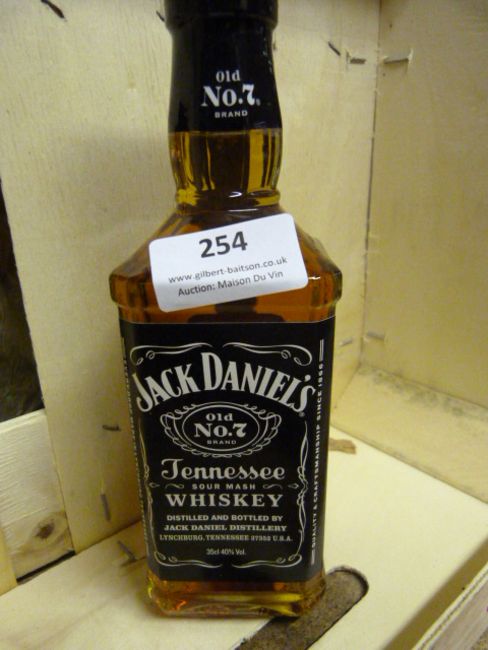 Old
No.7
BRAND
254
www.gilbert-baitson.co.uk
Auction: Maison Du Vin
JACK DANIEL'S
Old
No.7
BRAND
Tennessee
SOUR MASH
WHISKEY
DISTILLED AND BOTTLED BY
JACK DANIEL DISTILLERY
LYNCHBURG, TENNESSEE 37352 U.S.A.
35cl 40% Vol.
QUALITY & CRAFTSMANSHIP SINCE 1866